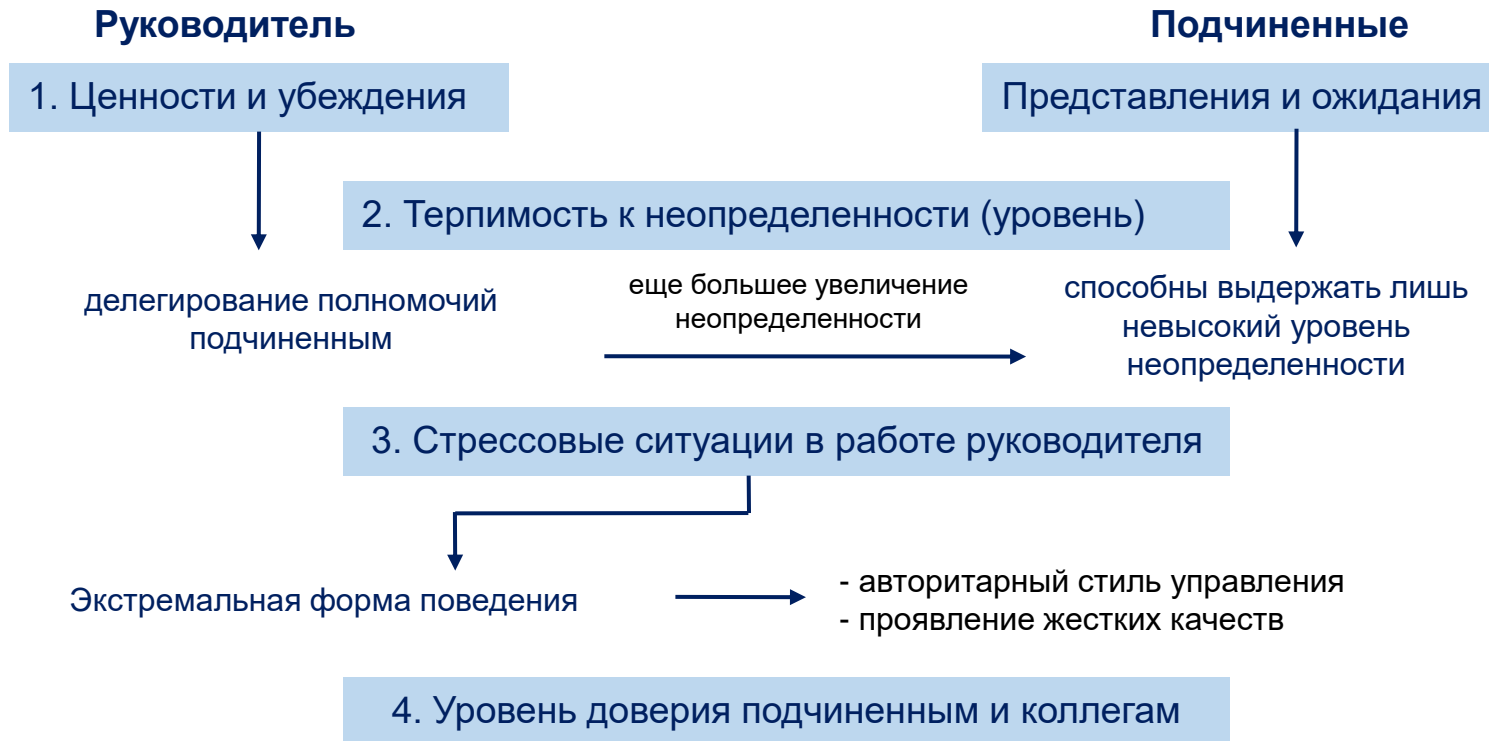 Руководитель
Подчиненные
1. Ценности и убеждения
Представления и ожидания
2. Терпимость к неопределенности (уровень)
делегирование полномочий
подчиненным
еще большее увеличение
неопределенности
способны выдержать лишь
невысокий уровень
неопределенности
3. Стрессовые ситуации в работе руководителя
Экстремальная форма поведения
- авторитарный стиль управления
- проявление жестких качеств
4. Уровень доверия подчиненным и коллегам